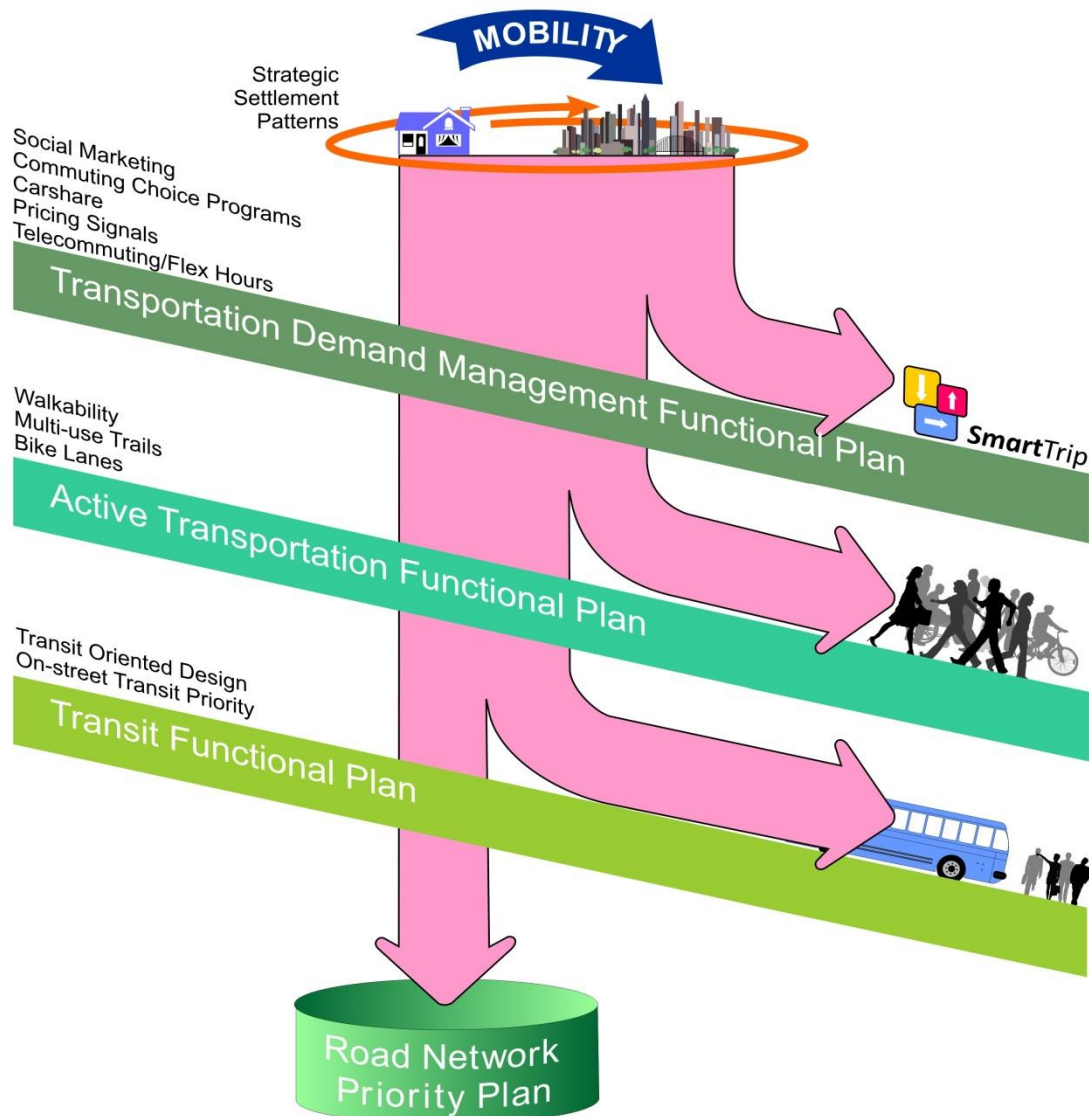 MOBILITY
Strategic
Settlement
Patterns
Social Marketing
Commuting Choice Programs
Carshare
Pricing Signals
Telecommuting/Flex Hours
Transportation Demand Management Functional Plan
SmartTrip
Walkability
Multi-use Trails
Bike Lanes
Active Transportation Functional Plan
Transit Oriented Design
On-street Transit Priority
Transit Functional Plan
Road Network
Priority Plan